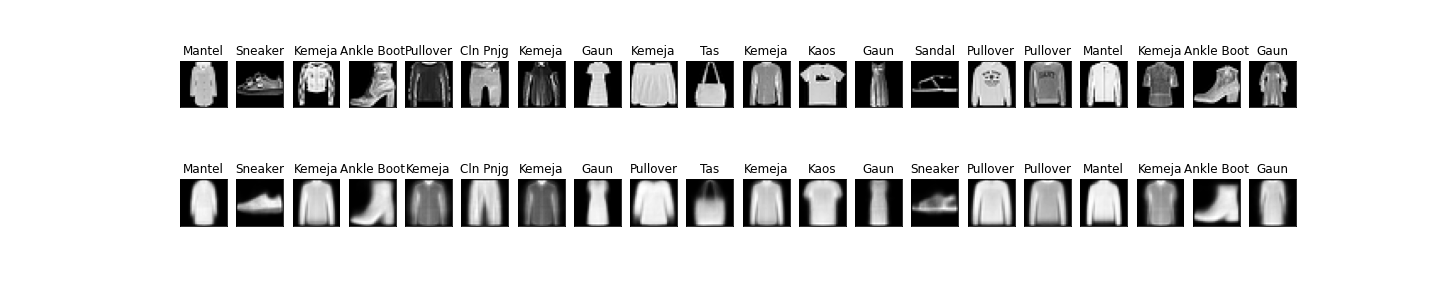 Mantel Sneaker Kemeja Ankle Boot Pullover Cln Pnjg Kemeja Gaun Kemeja Tas Kemeja Kaos Gaun Sandal Pullover Pullover Mantel Kemeja Ankle Boot Gaun
Mantel Sneaker Kemeja Ankle Boot Kemeja Cln Pnjg Kemeja Gaun Pullover Tas Kemeja Kaos Gaun Sneaker Pullover Pullover Mantel Kemeja Ankle Boot Gaun